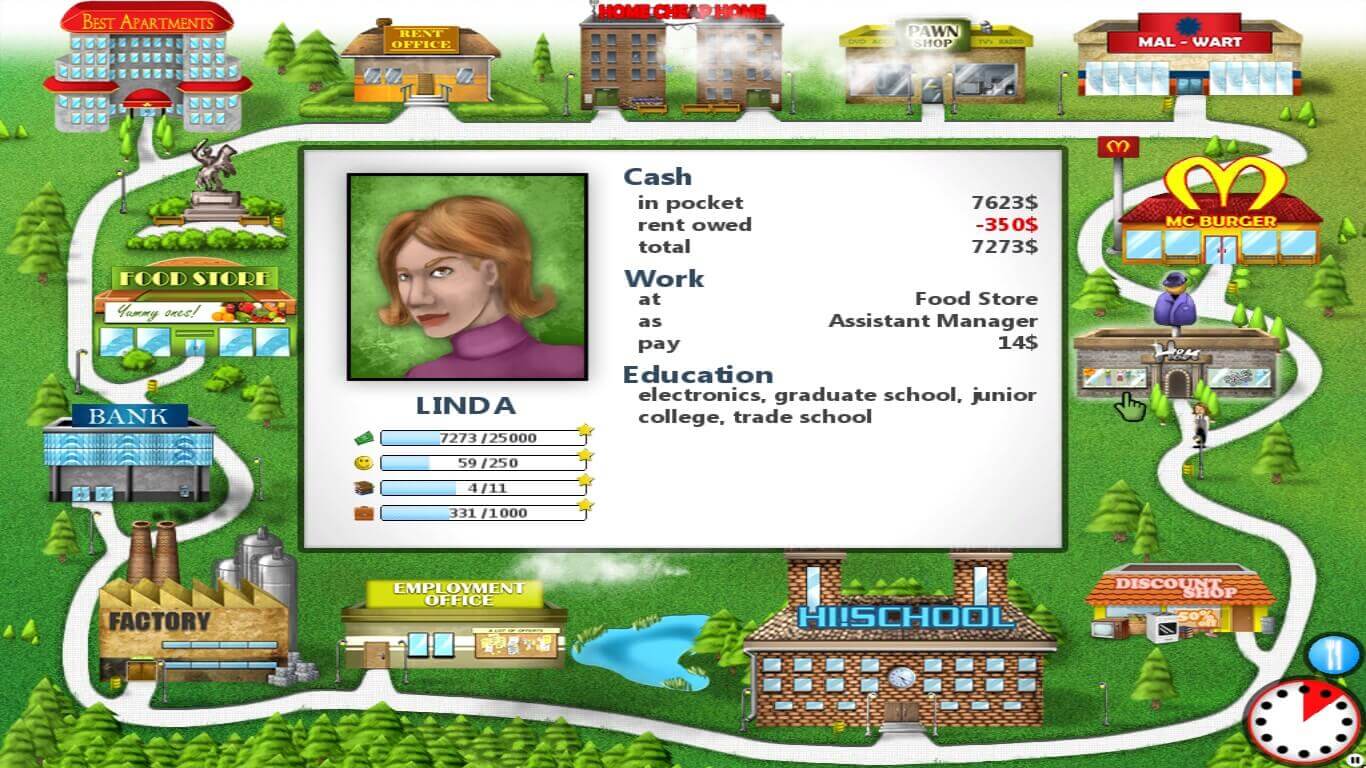 BEST APARTMENTS
RENT
OFFICE
HOME CHEAP HOME
PAWN
SHOP
MAL - WART
MC BURGER
FOOD STORE
Yummy ones!
BANK
FACTORY
EMPLOYMENT
OFFICE
HI!SCHOOL
DISCOUNT
SHOP
50%
Cash
in pocket 7623$
rent owed -350$
total 7273$
Work
at Food Store
as Assistant Manager
pay 14$
Education
electronics, graduate school, junior
college, trade school
LINDA
7273 /25000
59 /250
4 /11
331 /1000